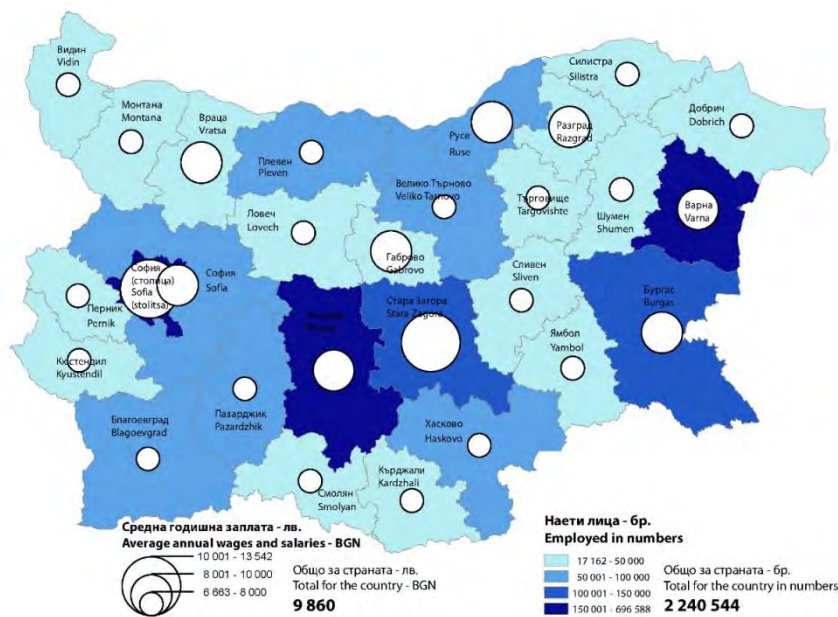 Видин
Vidin
Монтана
Montana
Враца
Vratsa
Плевен
Pleven
Русе
Ruse
Силистра
Silistra
Разград
Razgrad
Добрич
Dobrich
Велико Търново
Veliko Tarnovo
Търговище
Targovishte
Шумен
Shumen
Варна
Varna
Ловеч
Lovech
Габрово
Gabrovo
София
(столица)
Sofia
(stolitsa)
София
Sofia
Сливен
Sliven
Бургас
Burgas
Перник
Pernik
Стара Загора
Stara Zagora
Ямбол
Yambol
Кюстендил
Kyustendil
Пазарджик
Pazardzhik
Благоевград
Blagoevgrad
Хасково
Haskovo
Смолян
Smolyan
Кърджали
Kardzhali
Средна годишна заплата - лв.
Average annual wages and salaries - BGN
10 001 - 13 542
8 001 - 10 000
6 663 - 8 000
Общо за страната - лв.
Total for the country - BGN
9 860
Наети лица - бр.
Employed in numbers
17 162 - 50 000
50 001 - 100 000
100 001 - 150 000
150 001 - 696 588
Общо за страната - бр.
Total for the country in numbers
2 240 544